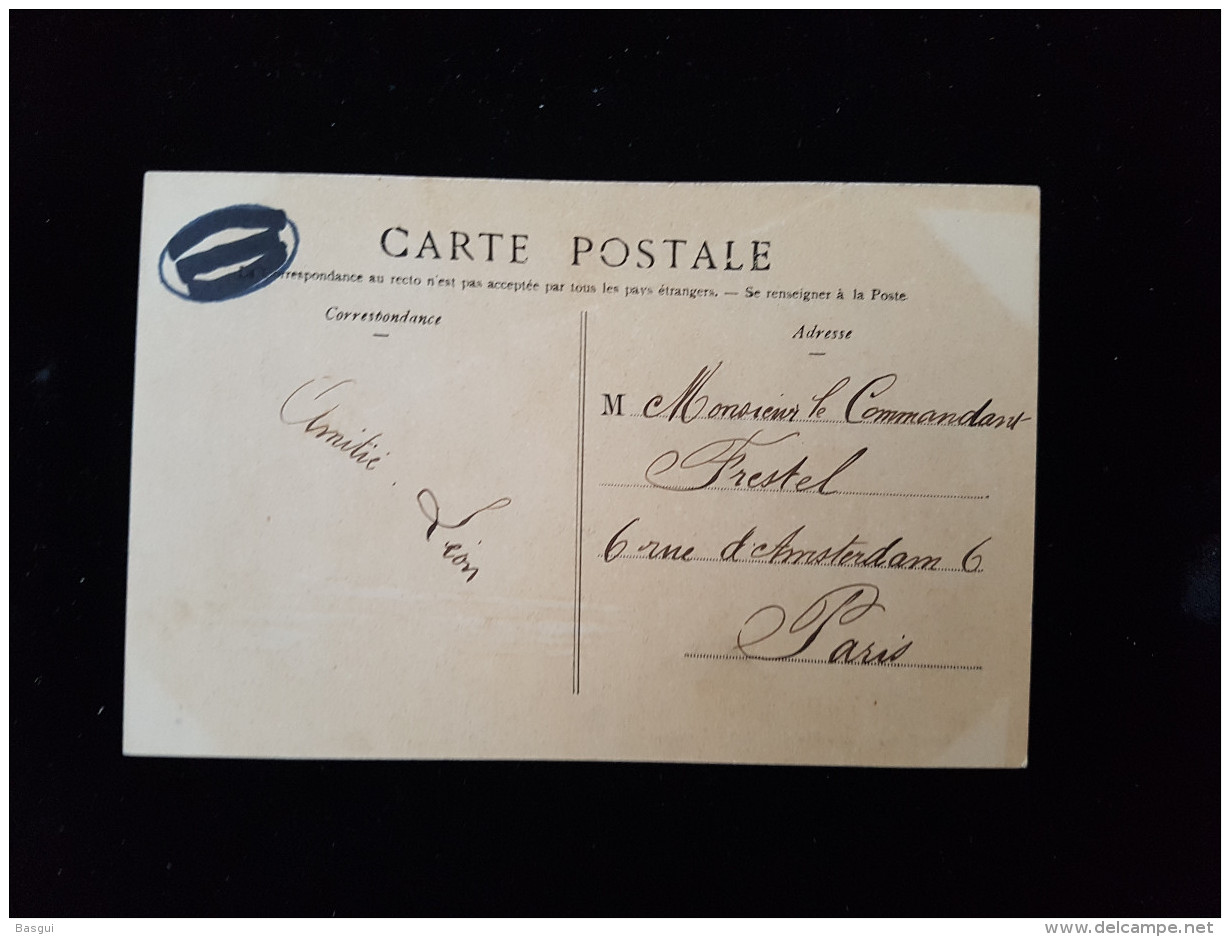 CARTE POSTALE
La Correspondance au recto n'est pas acceptée par tous les pays étrangers. — Se renseigner à la Poste.
Correspondance
Amitié.
Léon
Adresse
M Monsieur le Commandant
Frestel
6 rue d'Amsterdam 6
Paris
Basgui
www.delcampe.net